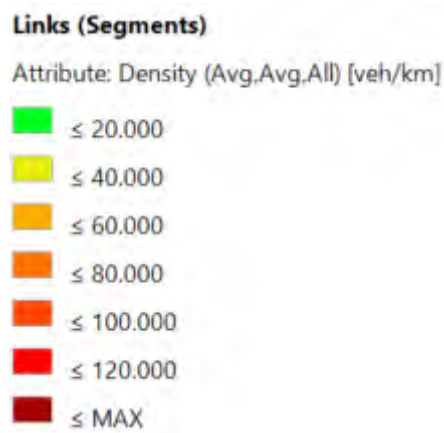 Links (Segments)
Attribute: Density (Avg,Avg,All) [veh/km]
≤ 20.000
≤ 40.000
≤ 60.000
≤ 80.000
≤ 100.000
≤ 120.000
≤ MAX